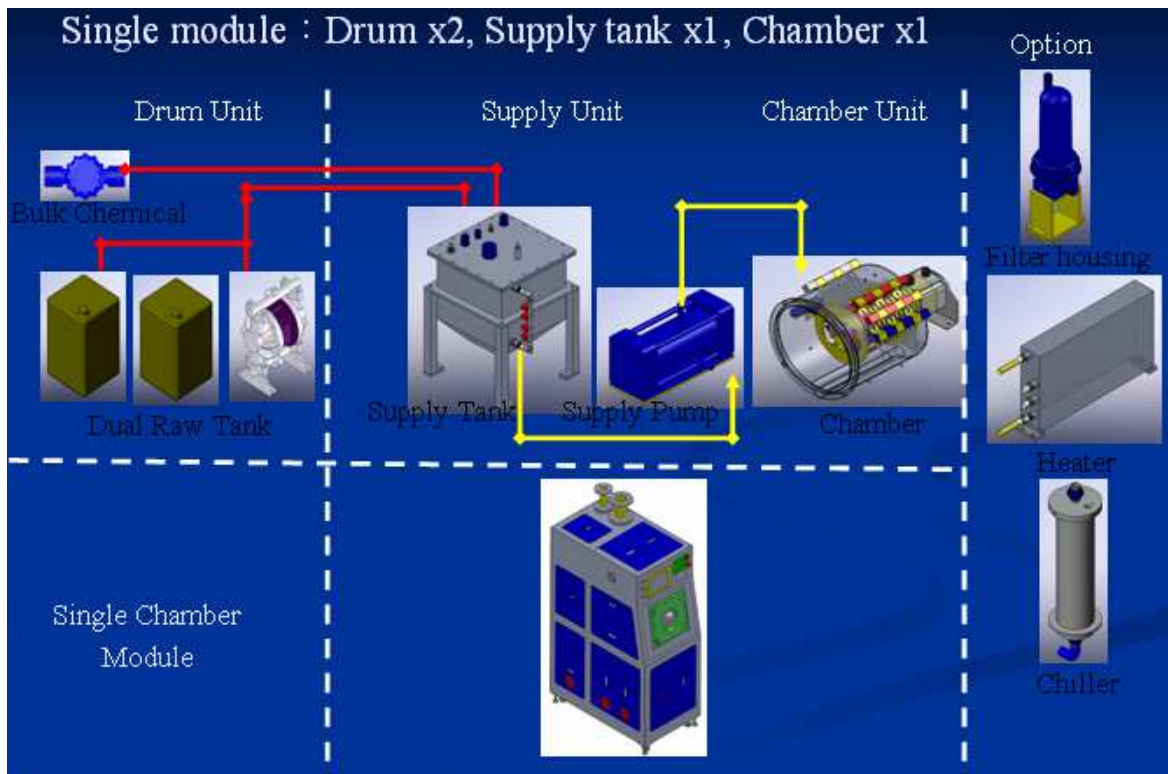 Single module：Drum x2, Supply tank x1, Chamber x1
Option
Drum Unit
Supply Unit
Chamber Unit
Bulk Chemical
Filter housing
Dual Raw Tank
Supply Tank
Supply Pump
Chamber
Heater
Single Chamber
Module
Chiller